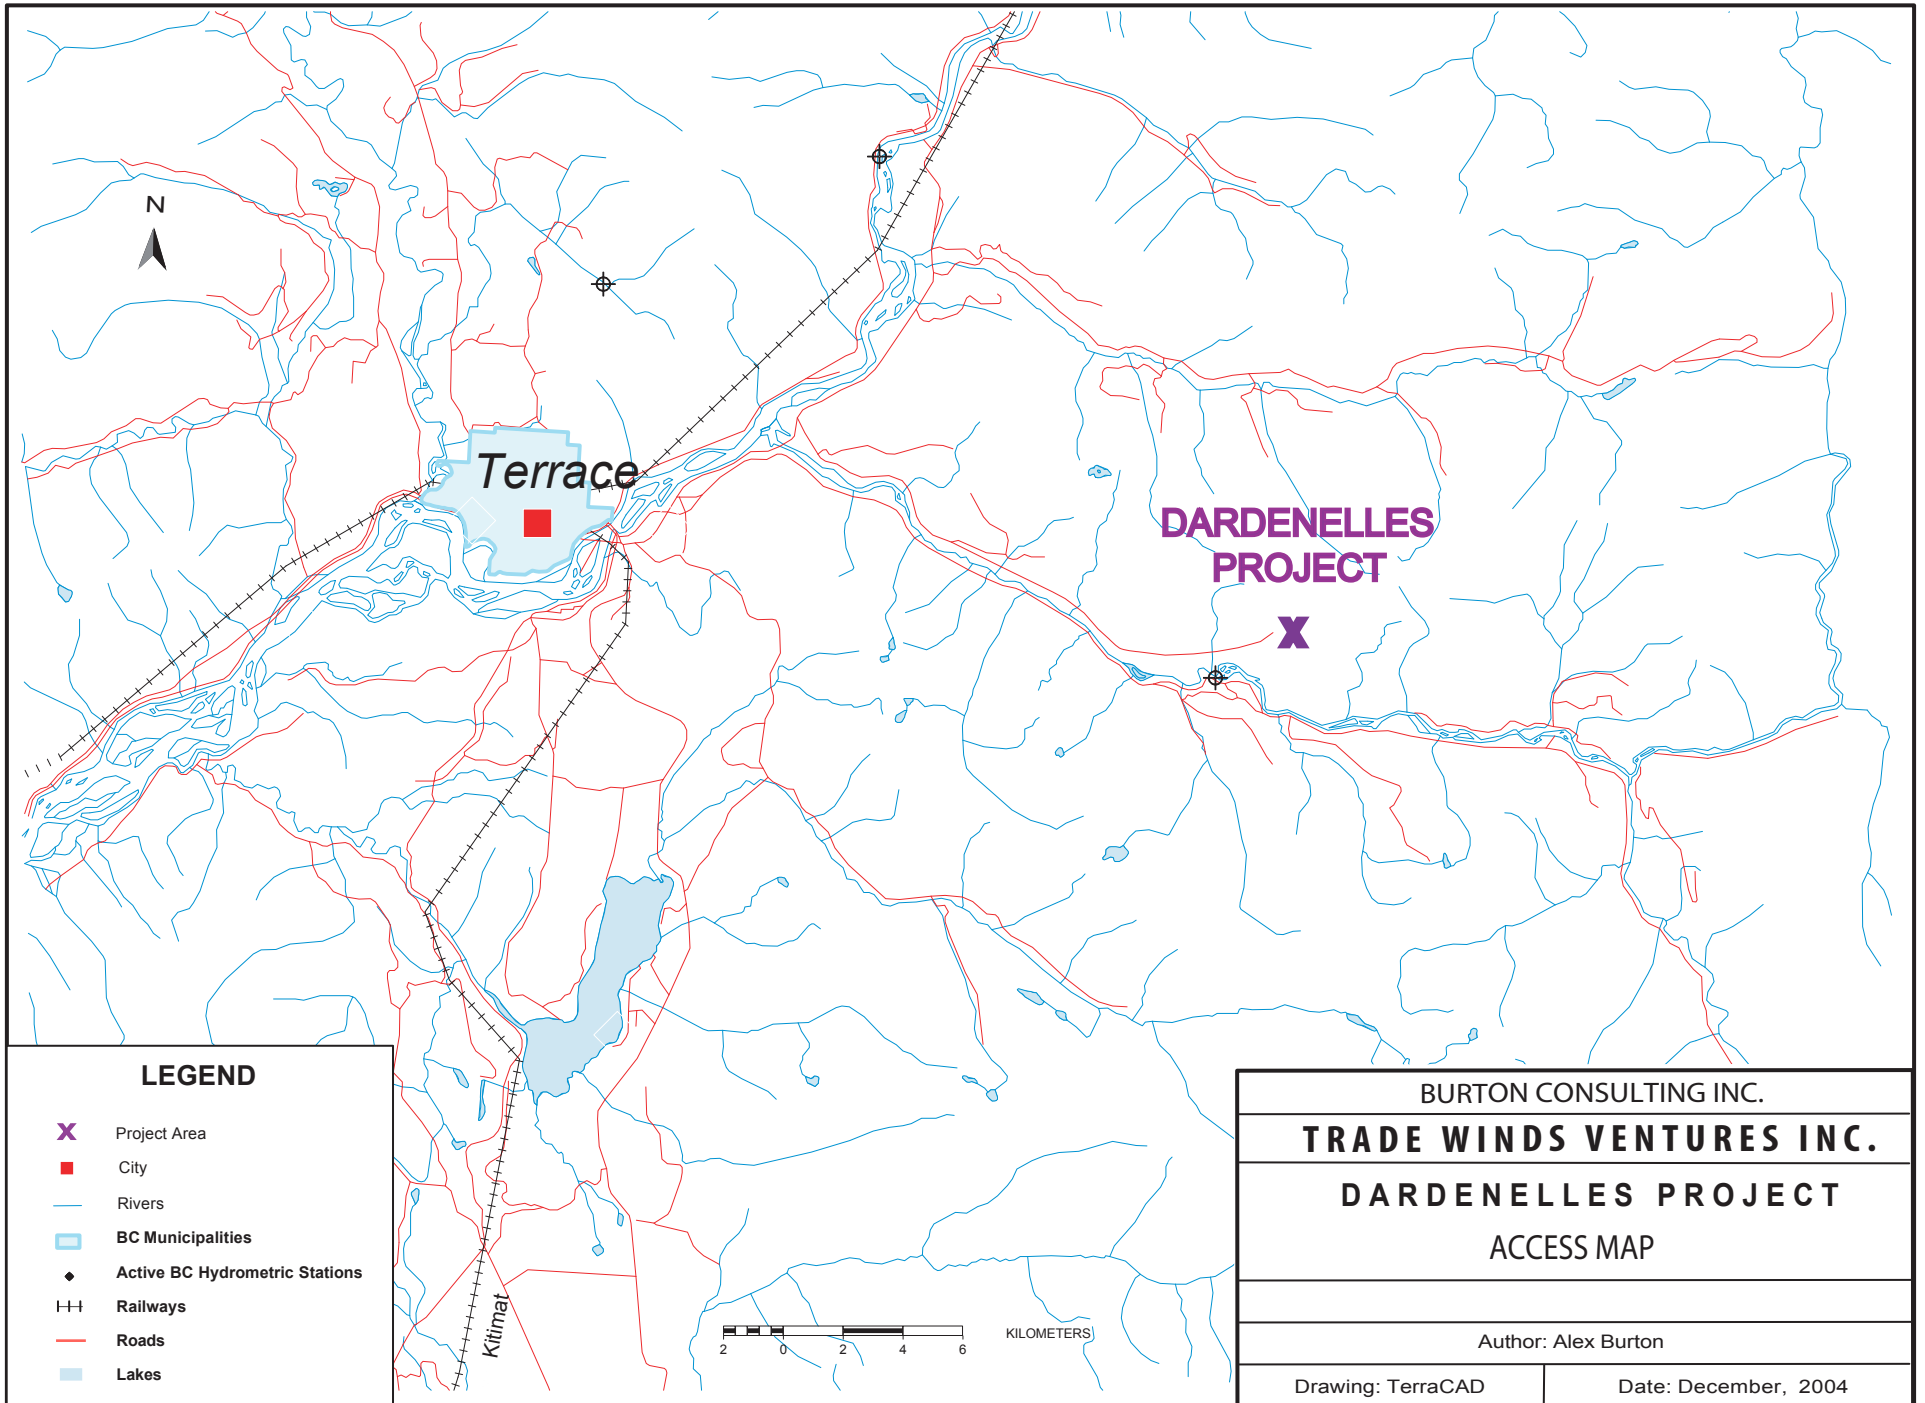 N
Terrace
DARDENELLES
PROJECT
LEGEND
Project Area
City
Rivers
BC Municipalities
Active BC Hydrometric Stations
Railways
Roads
Lakes
Kitimat
2 0 2 4 6
KILOMETERS
BURTON CONSULTING INC.
TRADE WINDS VENTURES INC.
DARDENELLES PROJECT
ACCESS MAP
Author: Alex Burton
Drawing: TerraCAD
Date: December, 2004